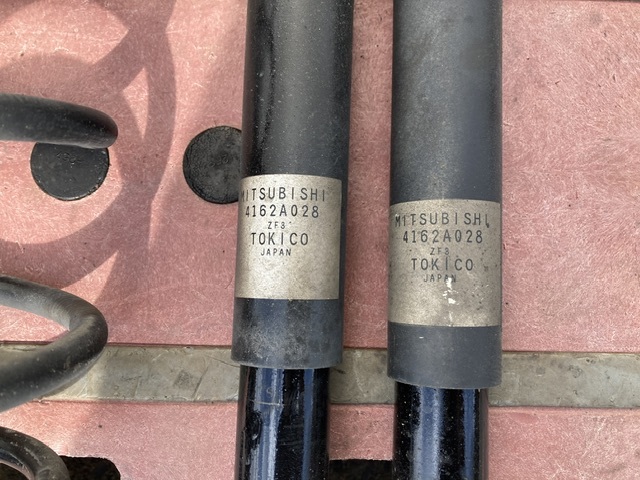 MITSUBISHI
4162A028
ZF3
TOKICO
JAPAN
MITSUBISHI
4162A028
ZF3
TOKICO
JAPAN